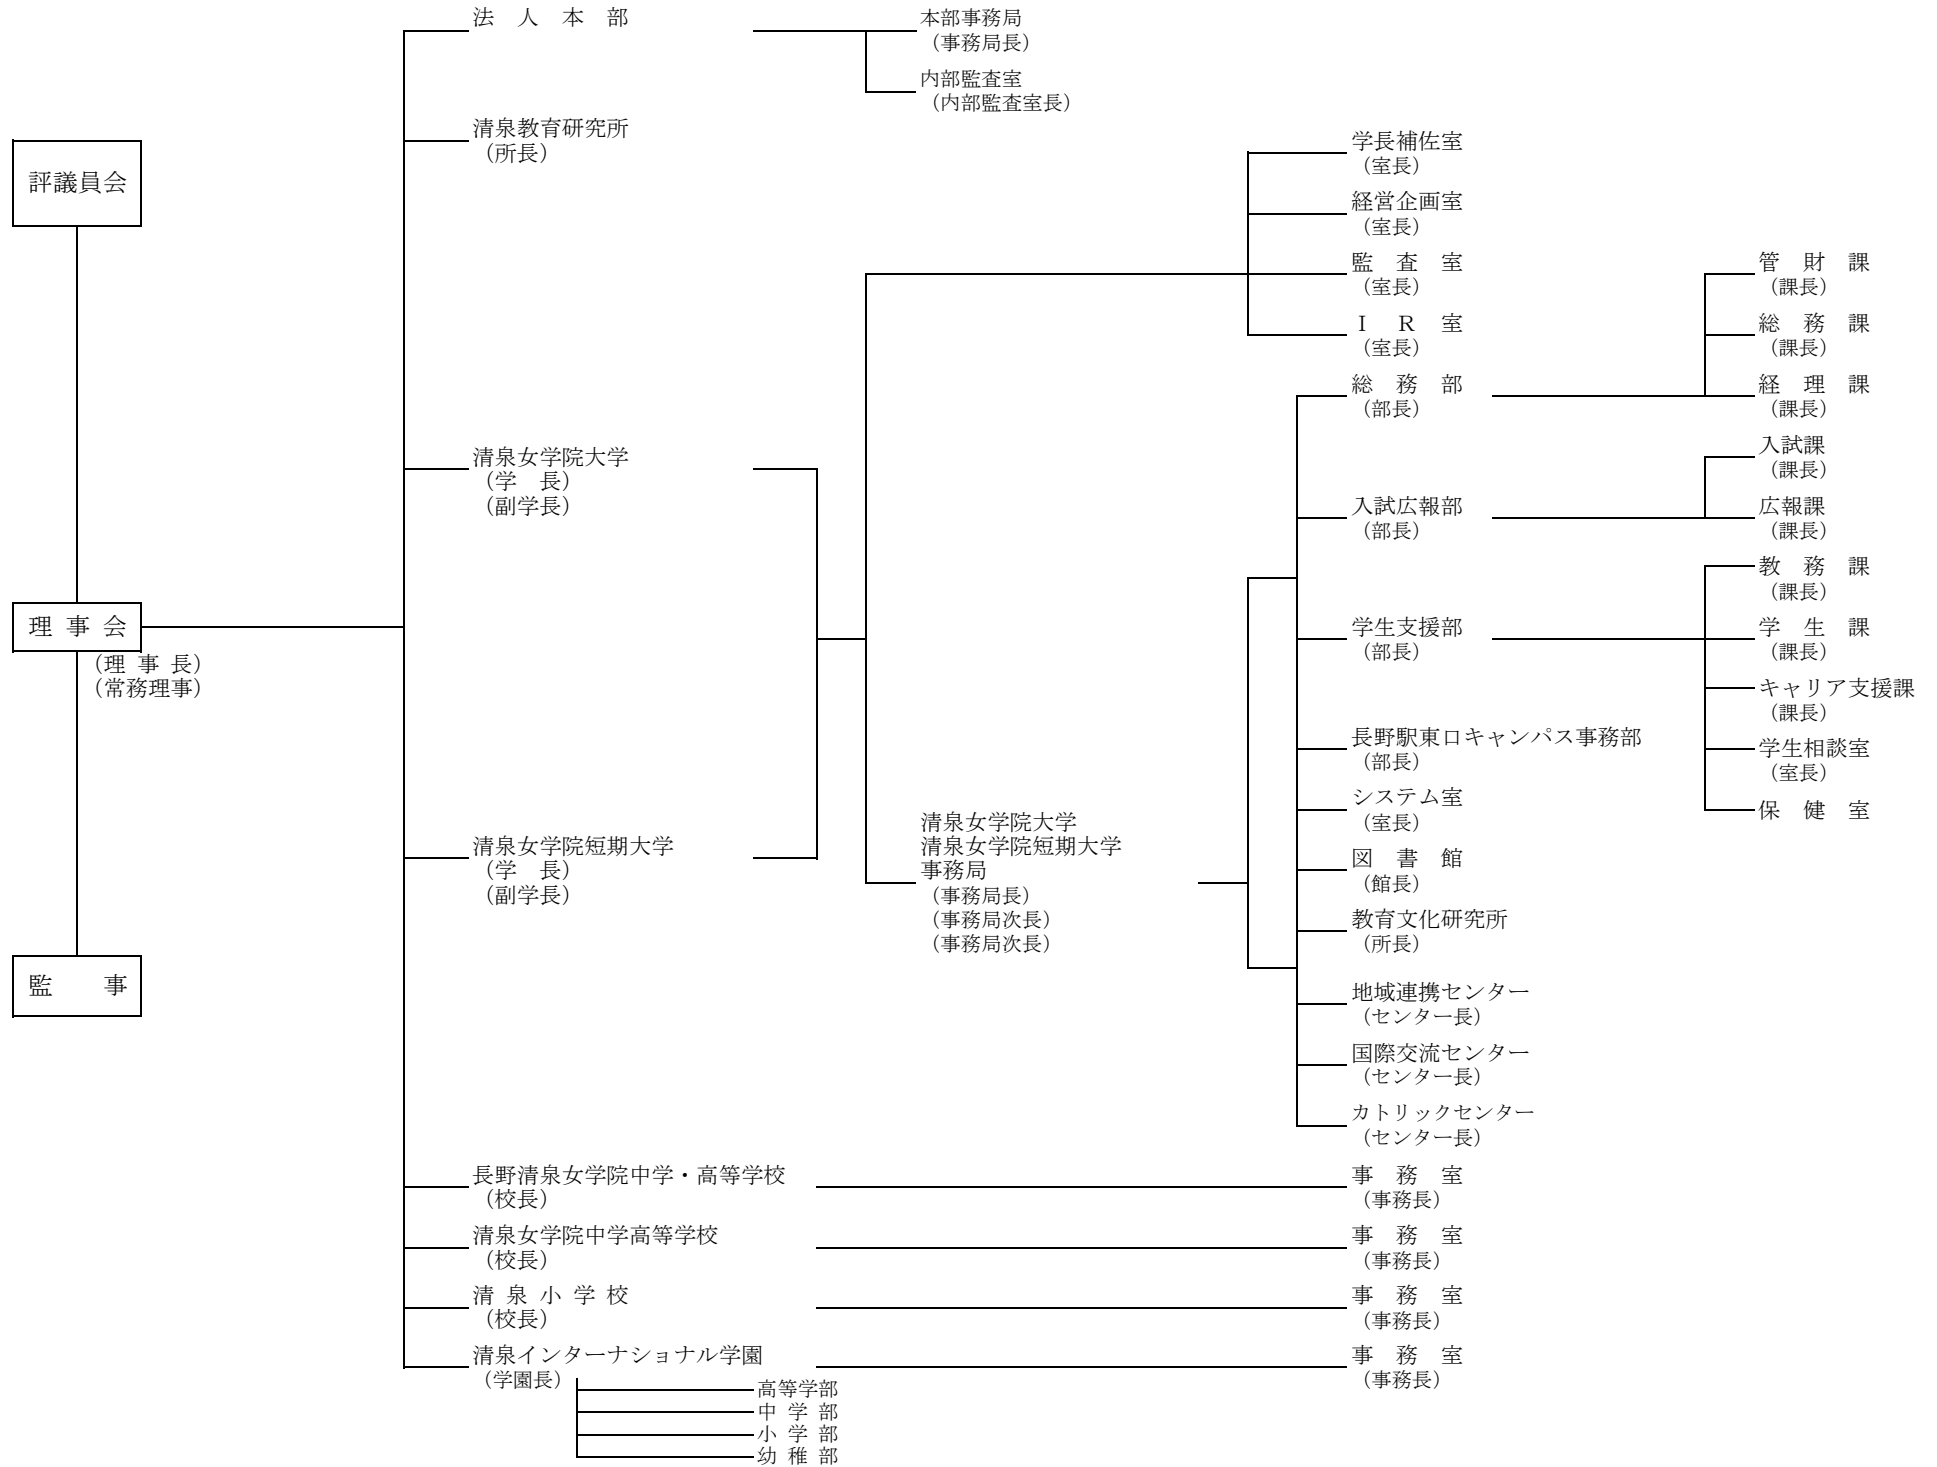 評議員会
理 事 会
（理 事 長）
（常務理事）
監　　事
法　人　本　部
本部事務局
（事務局長）
内部監査室
（内部監査室長）
清泉教育研究所
（所長）
清泉女学院大学
（学　長）
（副学長）
清泉女学院短期大学
（学　長）
（副学長）
学長補佐室
（室長）
経営企画室
（室長）
監　査　室
（室長）
Ｉ　Ｒ　室
（室長）
清泉女学院大学
清泉女学院短期大学
事務局
（事務局長）
（事務局次長）
（事務局次長）
総　務　部
（部長）
管　財　課
（課長）
総　務　課
（課長）
経　理　課
（課長）
入試広報部
（部長）
入試課
（課長）
広報課
（課長）
学生支援部
（部長）
教　務　課
（課長）
学　生　課
（課長）
キャリア支援課
（課長）
学生相談室
（室長）
保　健　室
長野駅東口キャンパス事務部
（部長）
システム室
（室長）
図　書　館
（館長）
教育文化研究所
（所長）
地域連携センター
（センター長）
国際交流センター
（センター長）
カトリックセンター
（センター長）
長野清泉女学院中学・高等学校
（校長）
事　務　室
（事務長）
清泉女学院中学高等学校
（校長）
事　務　室
（事務長）
清 泉 小 学 校
（校長）
事　務　室
（事務長）
清泉インターナショナル学園
（学園長）
事　務　室
（事務長）
高等学部
中 学 部
小 学 部
幼 稚 部